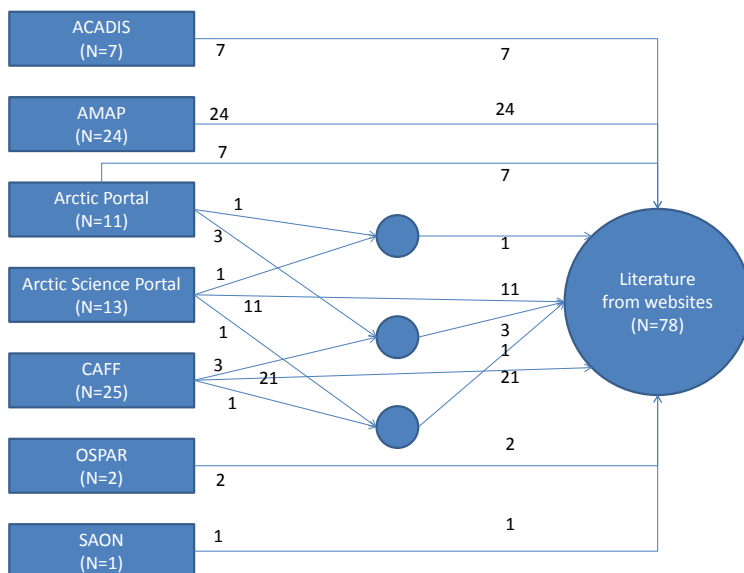 ACADIS
(N=7)
7
7
AMAP
(N=24)
24
24
7
7
Arctic Portal
(N=11)
1
3
1
Arctic Science Portal
(N=13)
1
11
11
1
Literature
from websites
(N=78)
3
1
CAFF
(N=25)
3
21
21
1
OSPAR
(N=2)
2
2
SAON
(N=1)
1
1